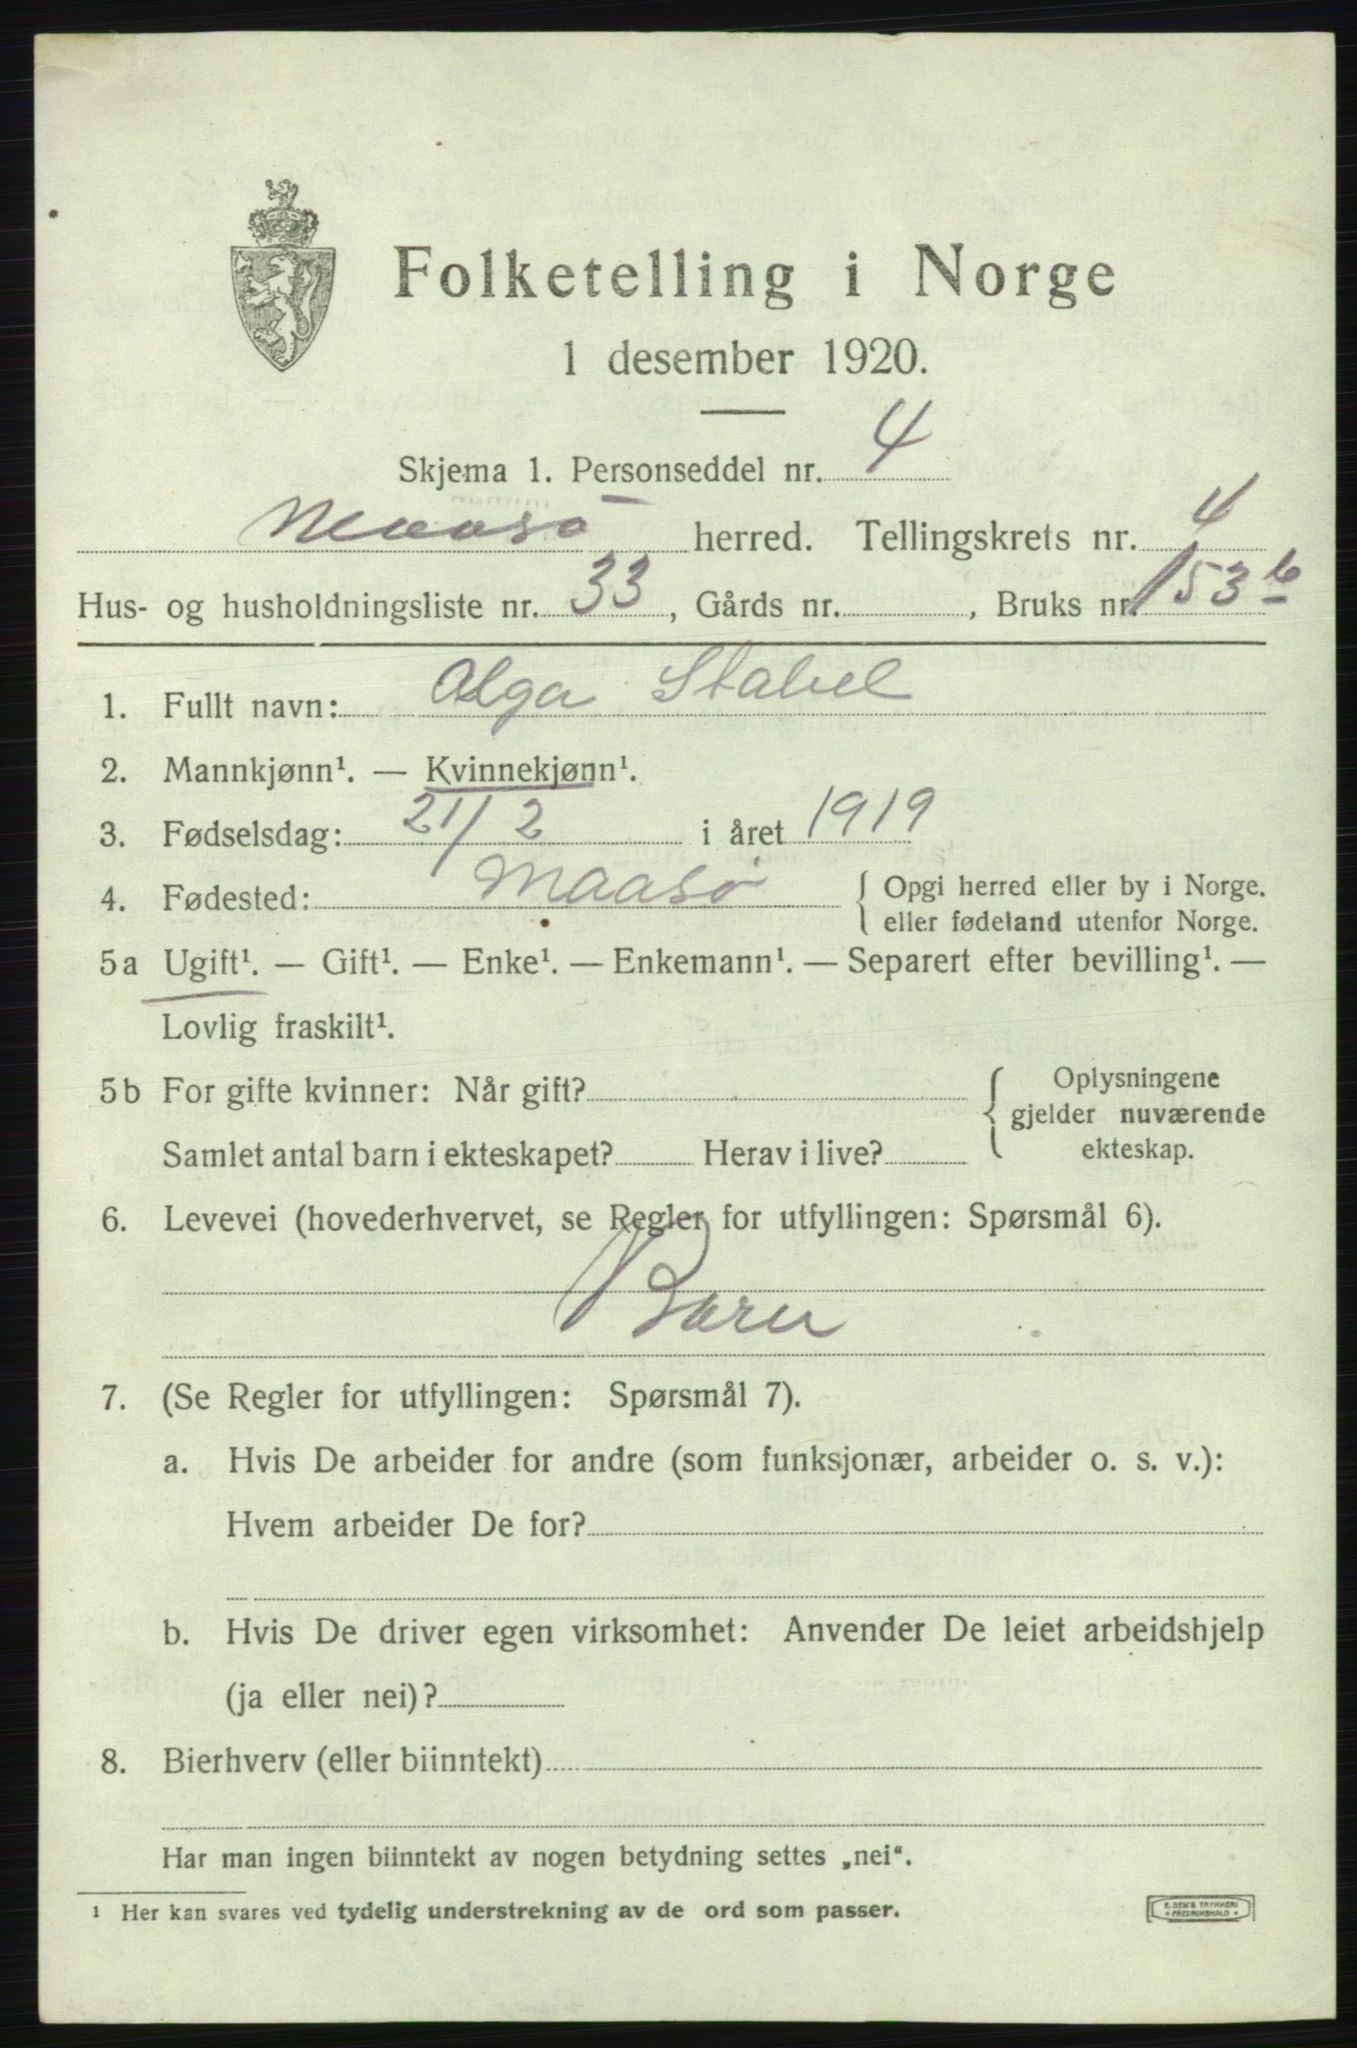 Folketelling i Norge
1 desember 1920.
Skjema 1. Personseddel nr. 4
Maasø herred. Tellingskrets nr. 4
Hus- og husholdningsliste nr. 33, Gårds nr. , Bruks nr. 153 b
1. Fullt navn: Olga Stabel
2. Mannkjønn¹. — Kvinnekjønn¹.
3. Fødselsdag: 21/2 i året 1919
4. Fødested: Maasø { Opgi herred eller by i Norge.
eller fødeland utenfor Norge.
5a Ugift¹. — Gift¹. — Enke¹. — Enkemann¹. — Separert efter bevilling¹. —
Lovlig fraskilt¹.
5b For gifte kvinner: Når gift? { Oplysningene
gjelder nuværende
Samlet antal barn i ekteskapet? Herav i live? ekteskap.
6. Levevei (hovederhvervet, se Regler for utfyllingen: Spørsmål 6).
Barn
7. (Se Regler for utfyllingen: Spørsmål 7).
a. Hvis De arbeider for andre (som funksjonær, arbeider o. s. v.):
Hvem arbeider De for?
b. Hvis De driver egen virksomhet: Anvender De leiet arbeidshjelp
(ja eller nei)?
8. Bierhverv (eller biinntekt)
Har man ingen biinntekt av nogen betydning settes „nei“.
¹ Her kan svares ved tydelig understrekning av de ord som passer.
E. SEM'S TRYKKERI
* FREDRIKSHALD *